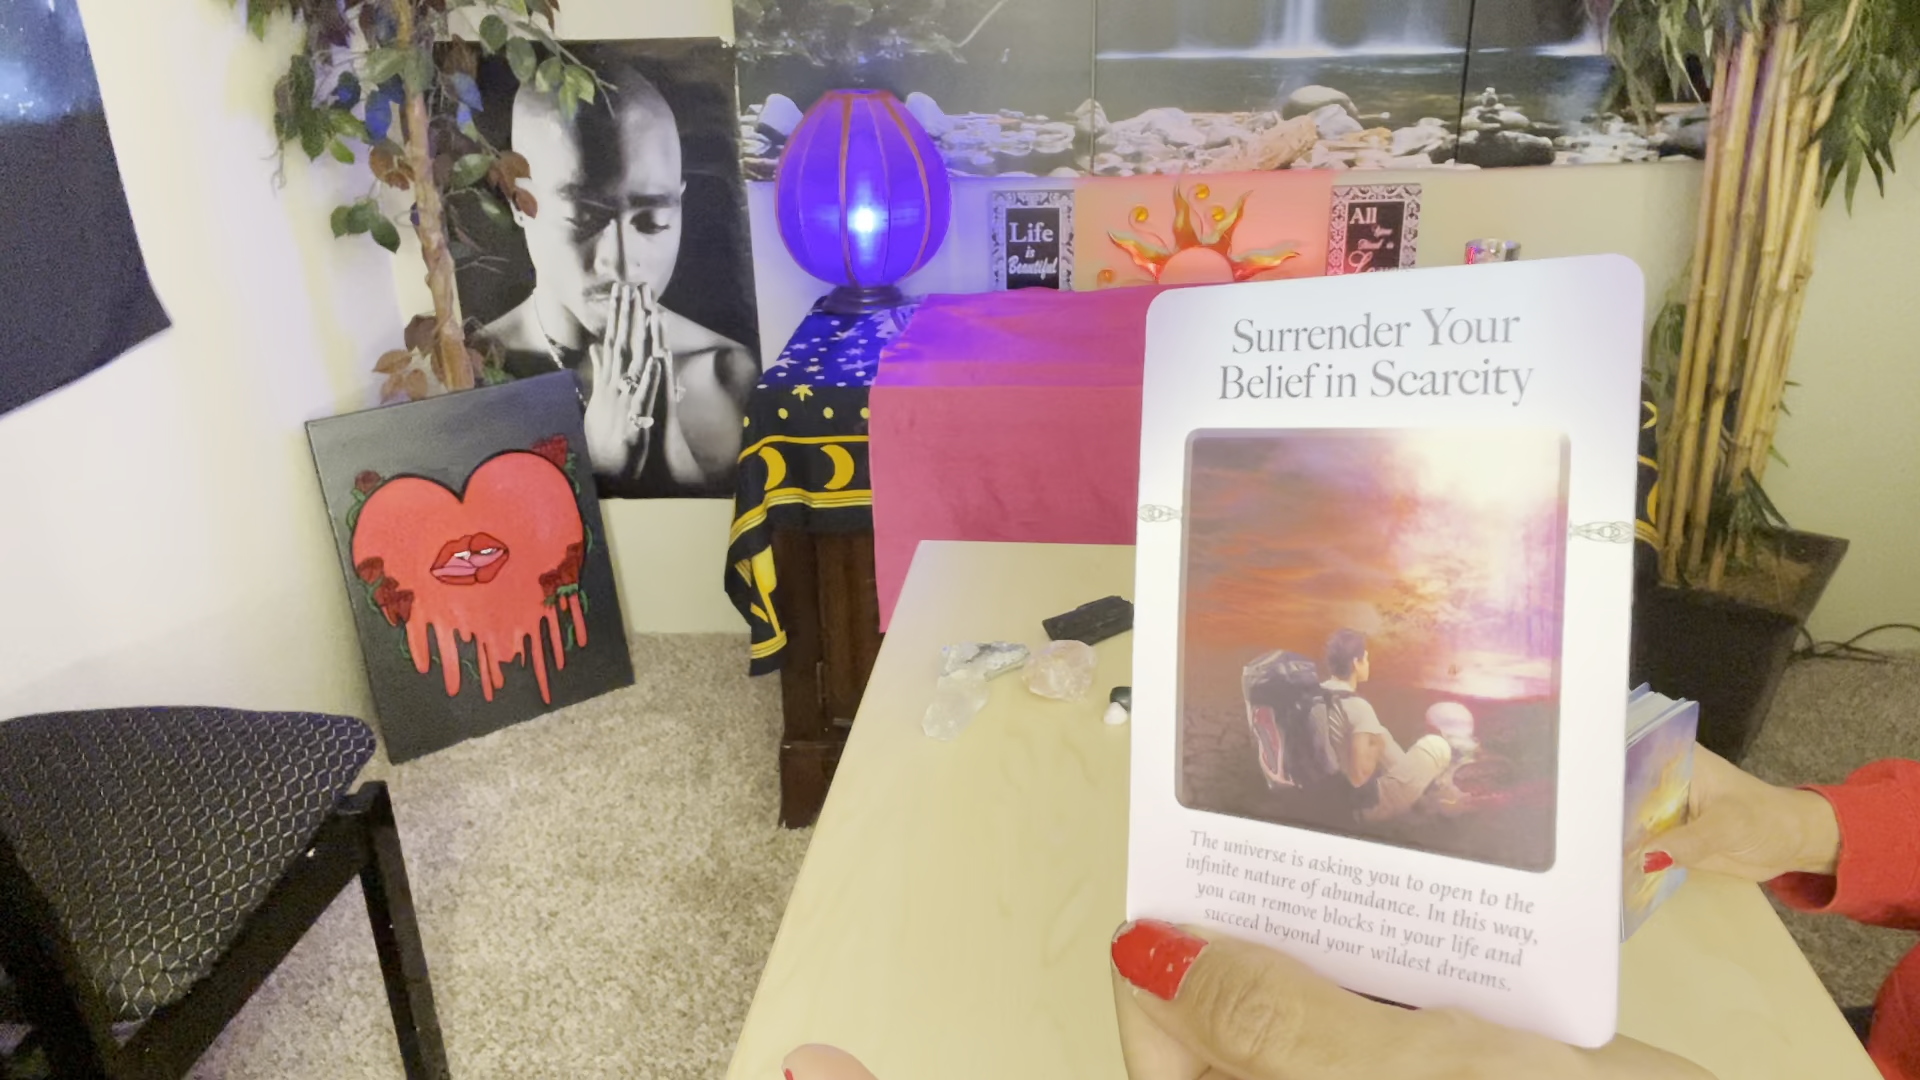 Life
is
Beautiful
All
Surrender Your
Belief in Scarcity
The universe is asking you to open to the
infinite nature of abundance. In this way,
you can remove blocks in your life and
succeed beyond your wildest dreams.